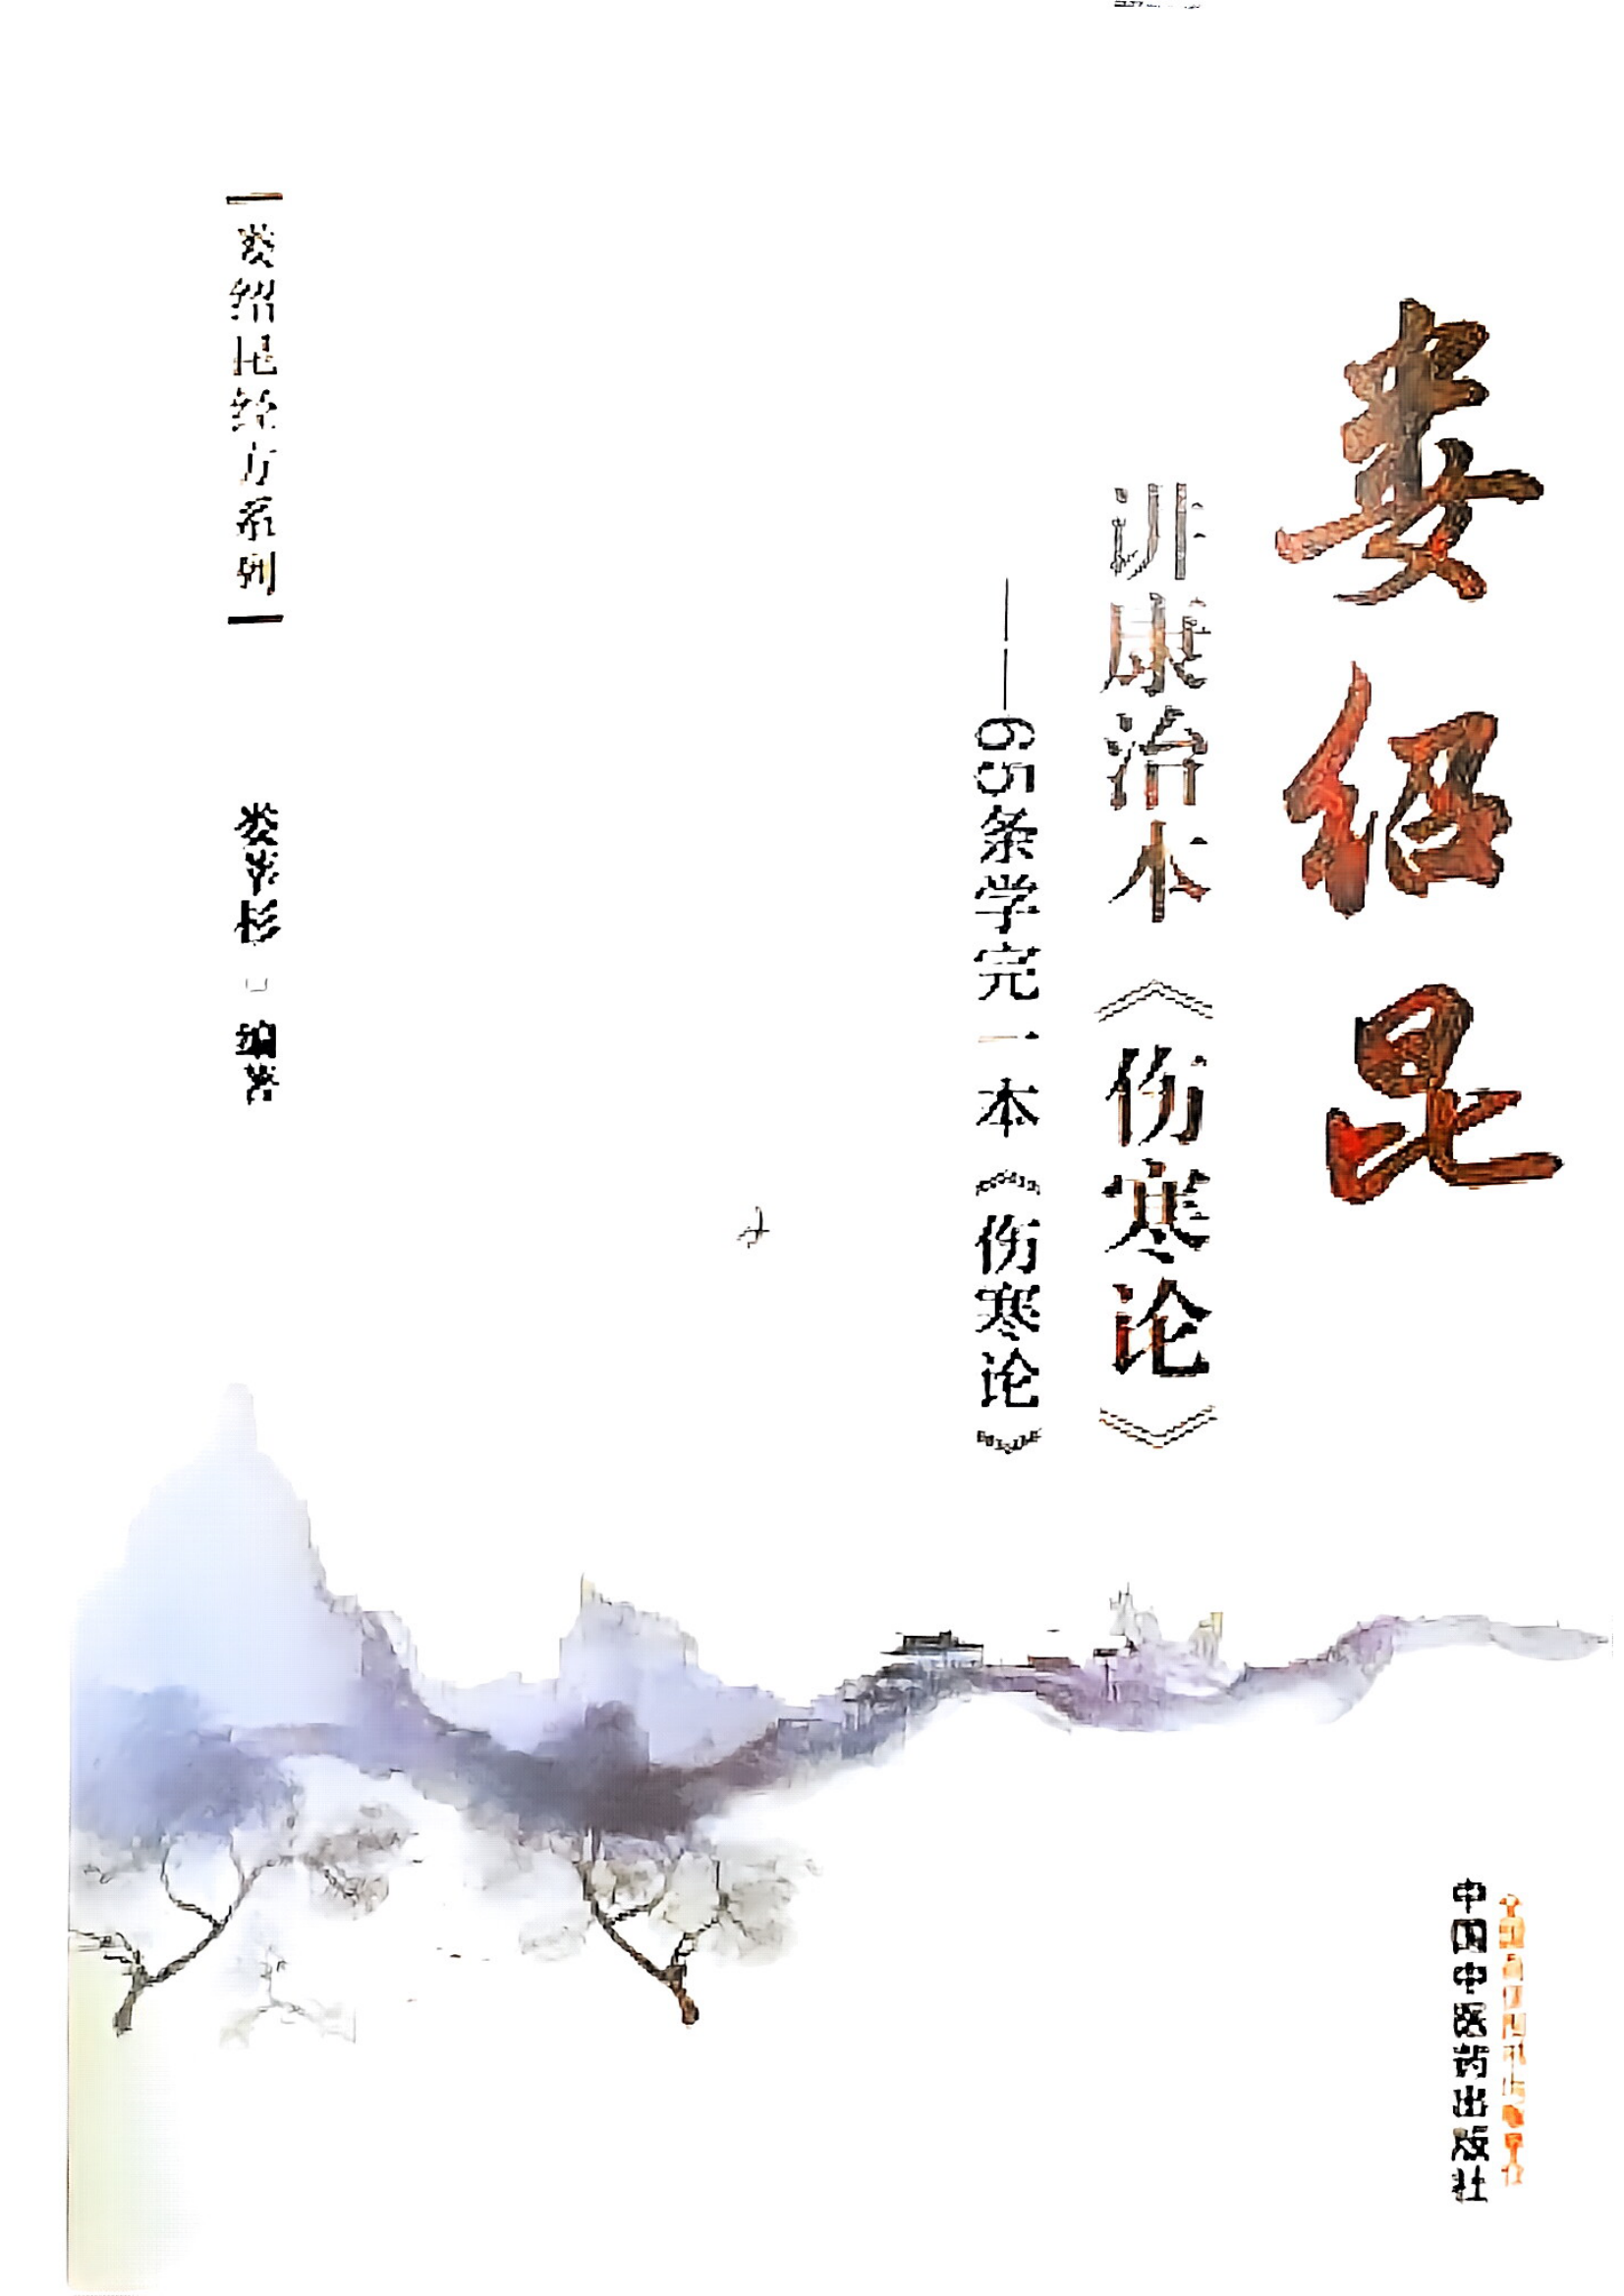 娄绍昆
讲康治本《伤寒论》
——65条学完一本《伤寒论》
娄绍昆经方系列
娄莘杉 编著
中国中医药出版社